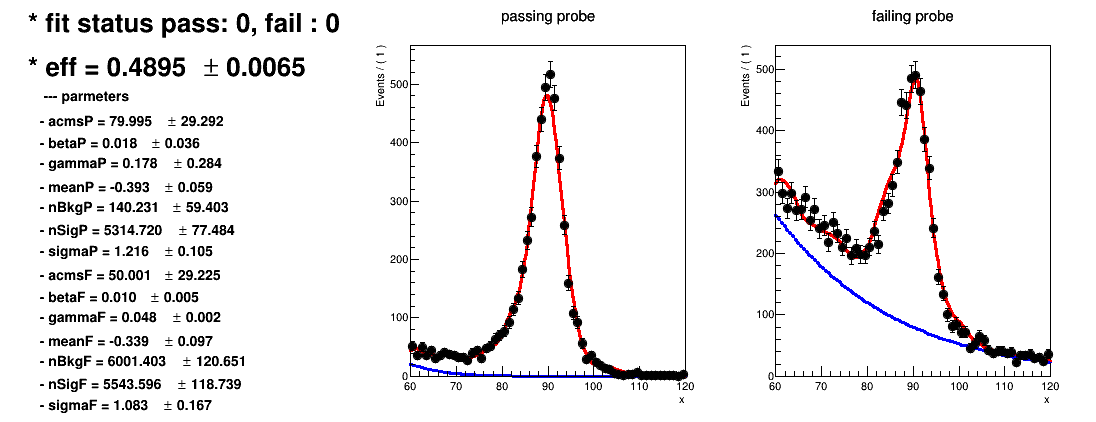 * fit status pass: 0, fail : 0
* eff = 0.4895 ± 0.0065
--- parmeters
- acmsP = 79.995 ± 29.292
- betaP = 0.018 ± 0.036
- gammaP = 0.178 ± 0.284
- meanP = -0.393 ± 0.059
- nBkgP = 140.231 ± 59.403
- nSigP = 5314.720 ± 77.484
- sigmaP = 1.216 ± 0.105
- acmsF = 50.001 ± 29.225
- betaF = 0.010 ± 0.005
- gammaF = 0.048 ± 0.002
- meanF = -0.339 ± 0.097
- nBkgF = 6001.403 ± 120.651
- nSigF = 5543.596 ± 118.739
- sigmaF = 1.083 ± 0.167
passing probe
Events / ( 1 )
500
400
300
200
100
0
60 70 80 90 100 110 120
x
failing probe
Events / ( 1 )
500
400
300
200
100
0
60 70 80 90 100 110 120
x